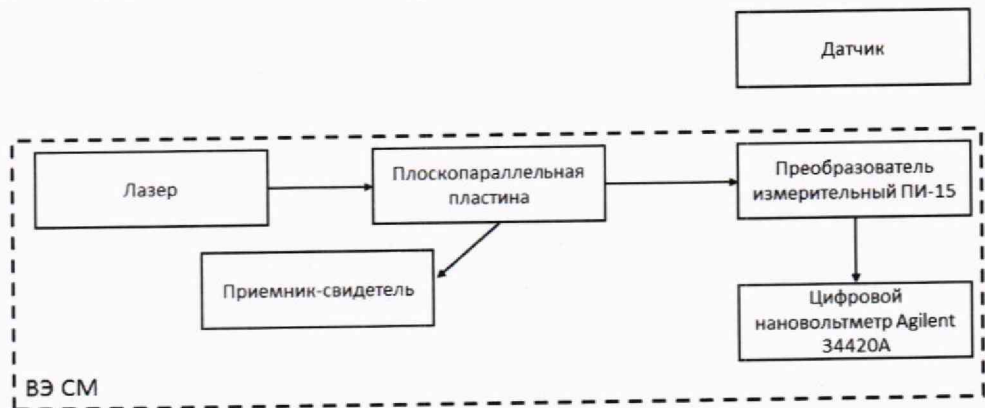 Датчик
Лазер
Плоскопараллельная
пластина
Преобразователь
измерительный ПИ-15
Приемник-свидетель
Цифровой
нановольтметр Agilent
34420A
ВЭ СМ